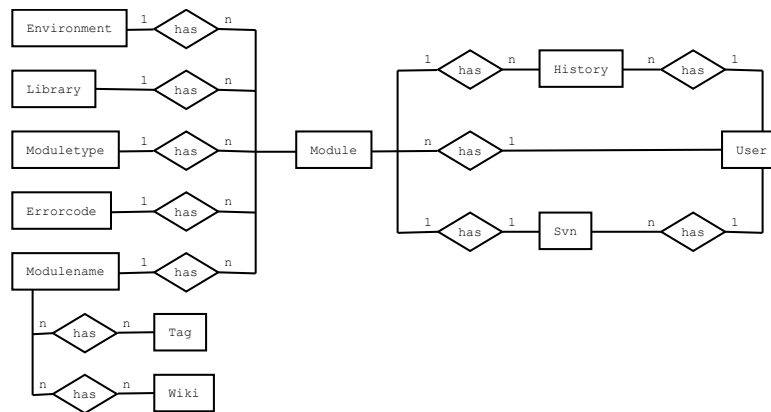 Environment 1 has n
Library 1 has n
1 has n History n has 1
Moduletype 1 has n Module n has 1 User
Errorcode 1 has n
1 has 1 Svn n has 1
Modulename 1 has n
n has n Tag
n has n Wiki